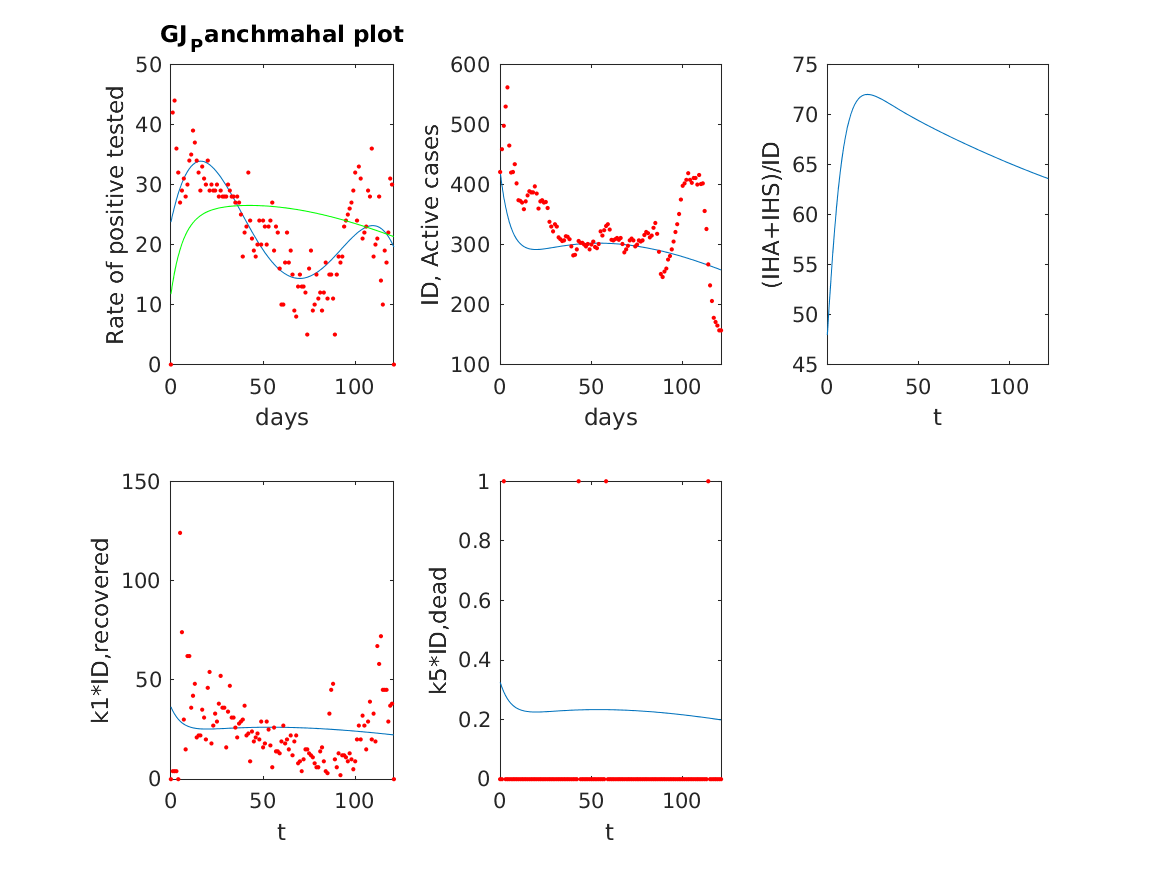 GJPanchmahal plot
Rate of positive tested
50
40
30
20
10
0
0 50 100
days
ID, Active cases
600
500
400
300
200
100
0 50 100
days
(IHA+IHS)/ID
75
70
65
60
55
50
45
0 50 100
t
k1*ID,recovered
150
100
50
0
0 50 100
t
k5*ID,dead
1
0.8
0.6
0.4
0.2
0
0 50 100
t